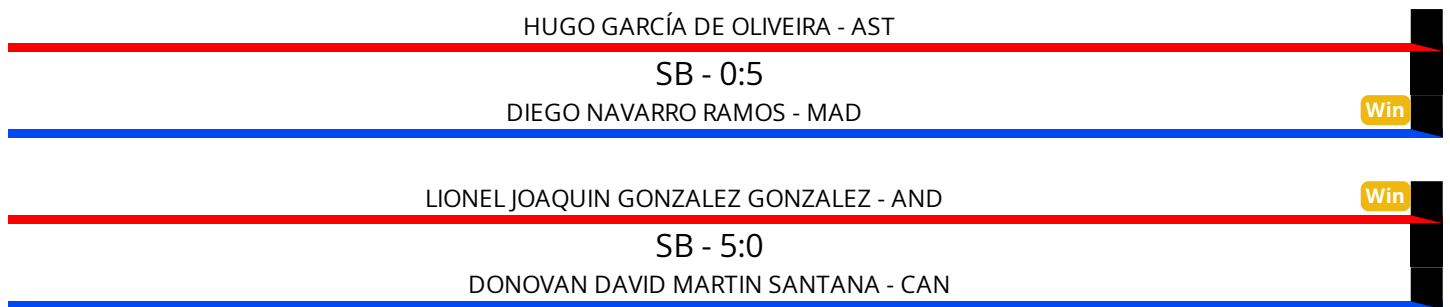 HUGO GARCÍA DE OLIVEIRA - AST
SB - 0:5
DIEGO NAVARRO RAMOS - MAD Win
LIONEL JOAQUIN GONZALEZ GONZALEZ - AND Win
SB - 5:0
DONOVAN DAVID MARTIN SANTANA - CAN